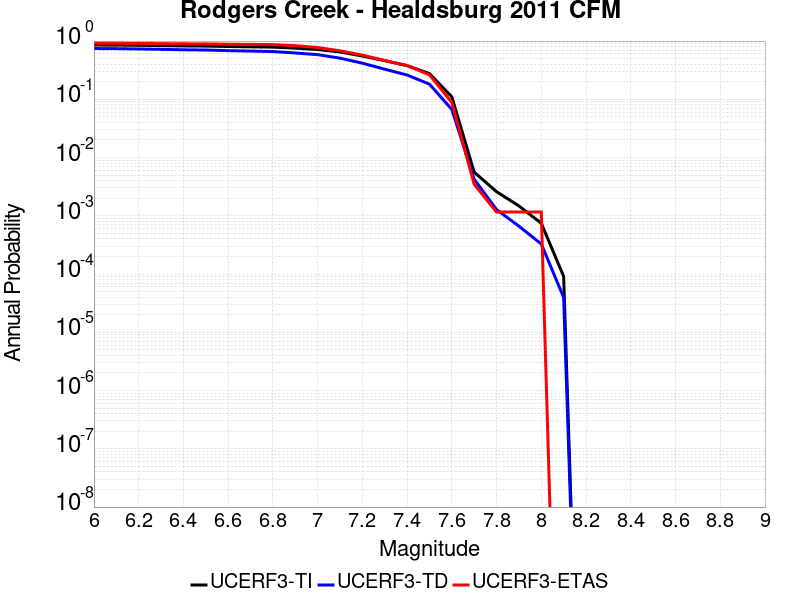 Rodgers Creek - Healdsburg 2011 CFM
Annual Probability
10^0
10^-1
10^-2
10^-3
10^-4
10^-5
10^-6
10^-7
10^-8
6 6.2 6.4 6.6 6.8 7 7.2 7.4 7.6 7.8 8 8.2 8.4 8.6 8.8 9
Magnitude
UCERF3-TI UCERF3-TD UCERF3-ETAS